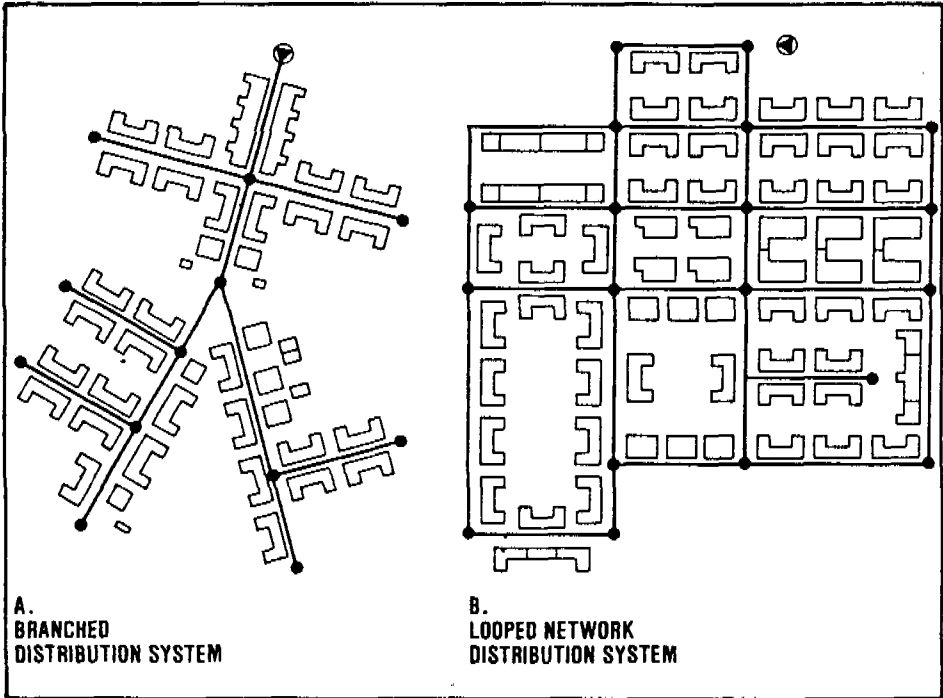 A.
BRANCHED
DISTRIBUTION SYSTEM
B.
LOOPED NETWORK
DISTRIBUTION SYSTEM